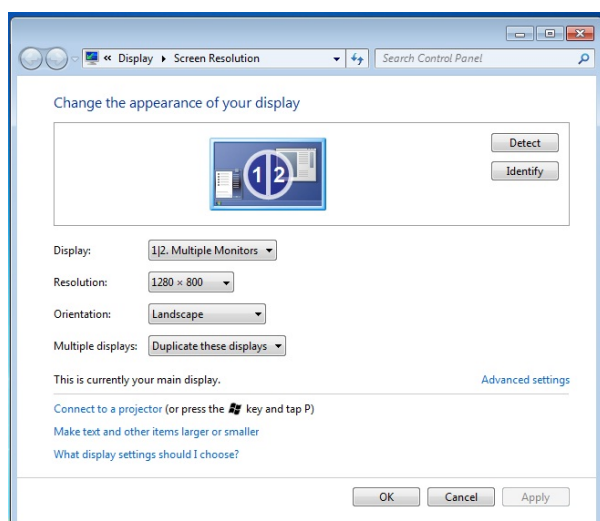 « Display ▸ Screen Resolution Search Control Panel
Change the appearance of your display
1|2
Detect
Identify
Display: 1|2. Multiple Monitors
Resolution: 1280 × 800
Orientation: Landscape
Multiple displays: Duplicate these displays
This is currently your main display. Advanced settings
Connect to a projector (or press the key and tap P)
Make text and other items larger or smaller
What display settings should I choose?
OK Cancel Apply